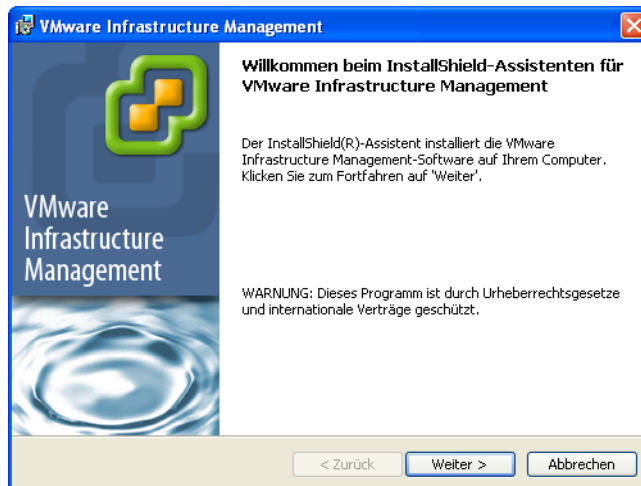 VMware Infrastructure Management
Willkommen beim InstallShield-Assistenten für
VMware Infrastructure Management
Der InstallShield(R)-Assistent installiert die VMware
Infrastructure Management-Software auf Ihrem Computer.
Klicken Sie zum Fortfahren auf 'Weiter'.
VMware
Infrastructure
Management
WARNUNG: Dieses Programm ist durch Urheberrechtsgesetze
und internationale Verträge geschützt.
< Zurück
Weiter >
Abbrechen